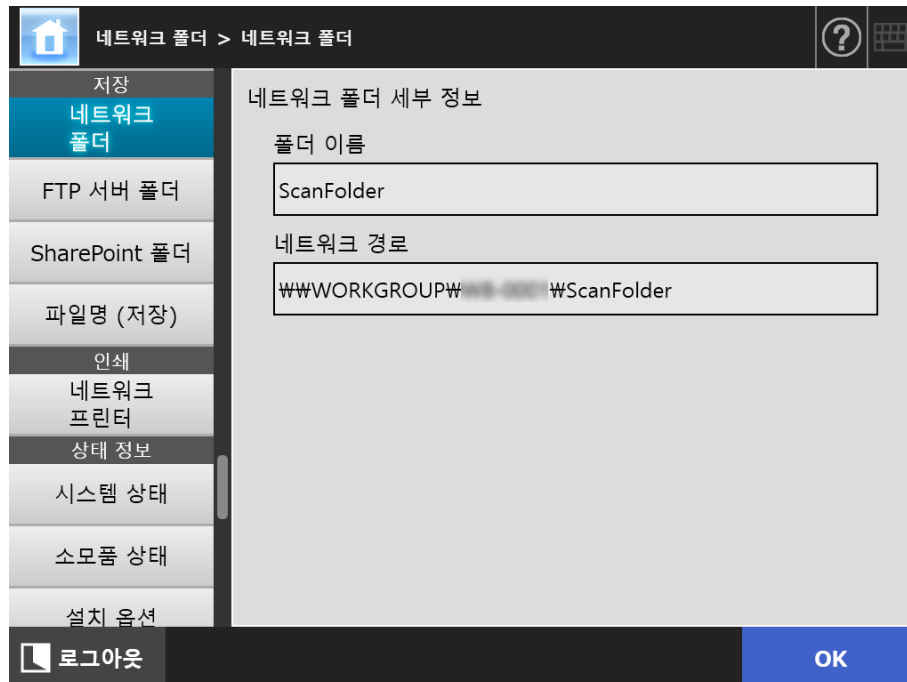 네트워크 폴더 > 네트워크 폴더
저장
네트워크
폴더
FTP 서버 폴더
SharePoint 폴더
파일명 (저장)
인쇄
네트워크
프린터
상태 정보
시스템 상태
소모품 상태
설치 옵션
네트워크 폴더 세부 정보
폴더 이름
ScanFolder
네트워크 경로
₩₩WORKGROUP₩ ₩ScanFolder
로그아웃
OK